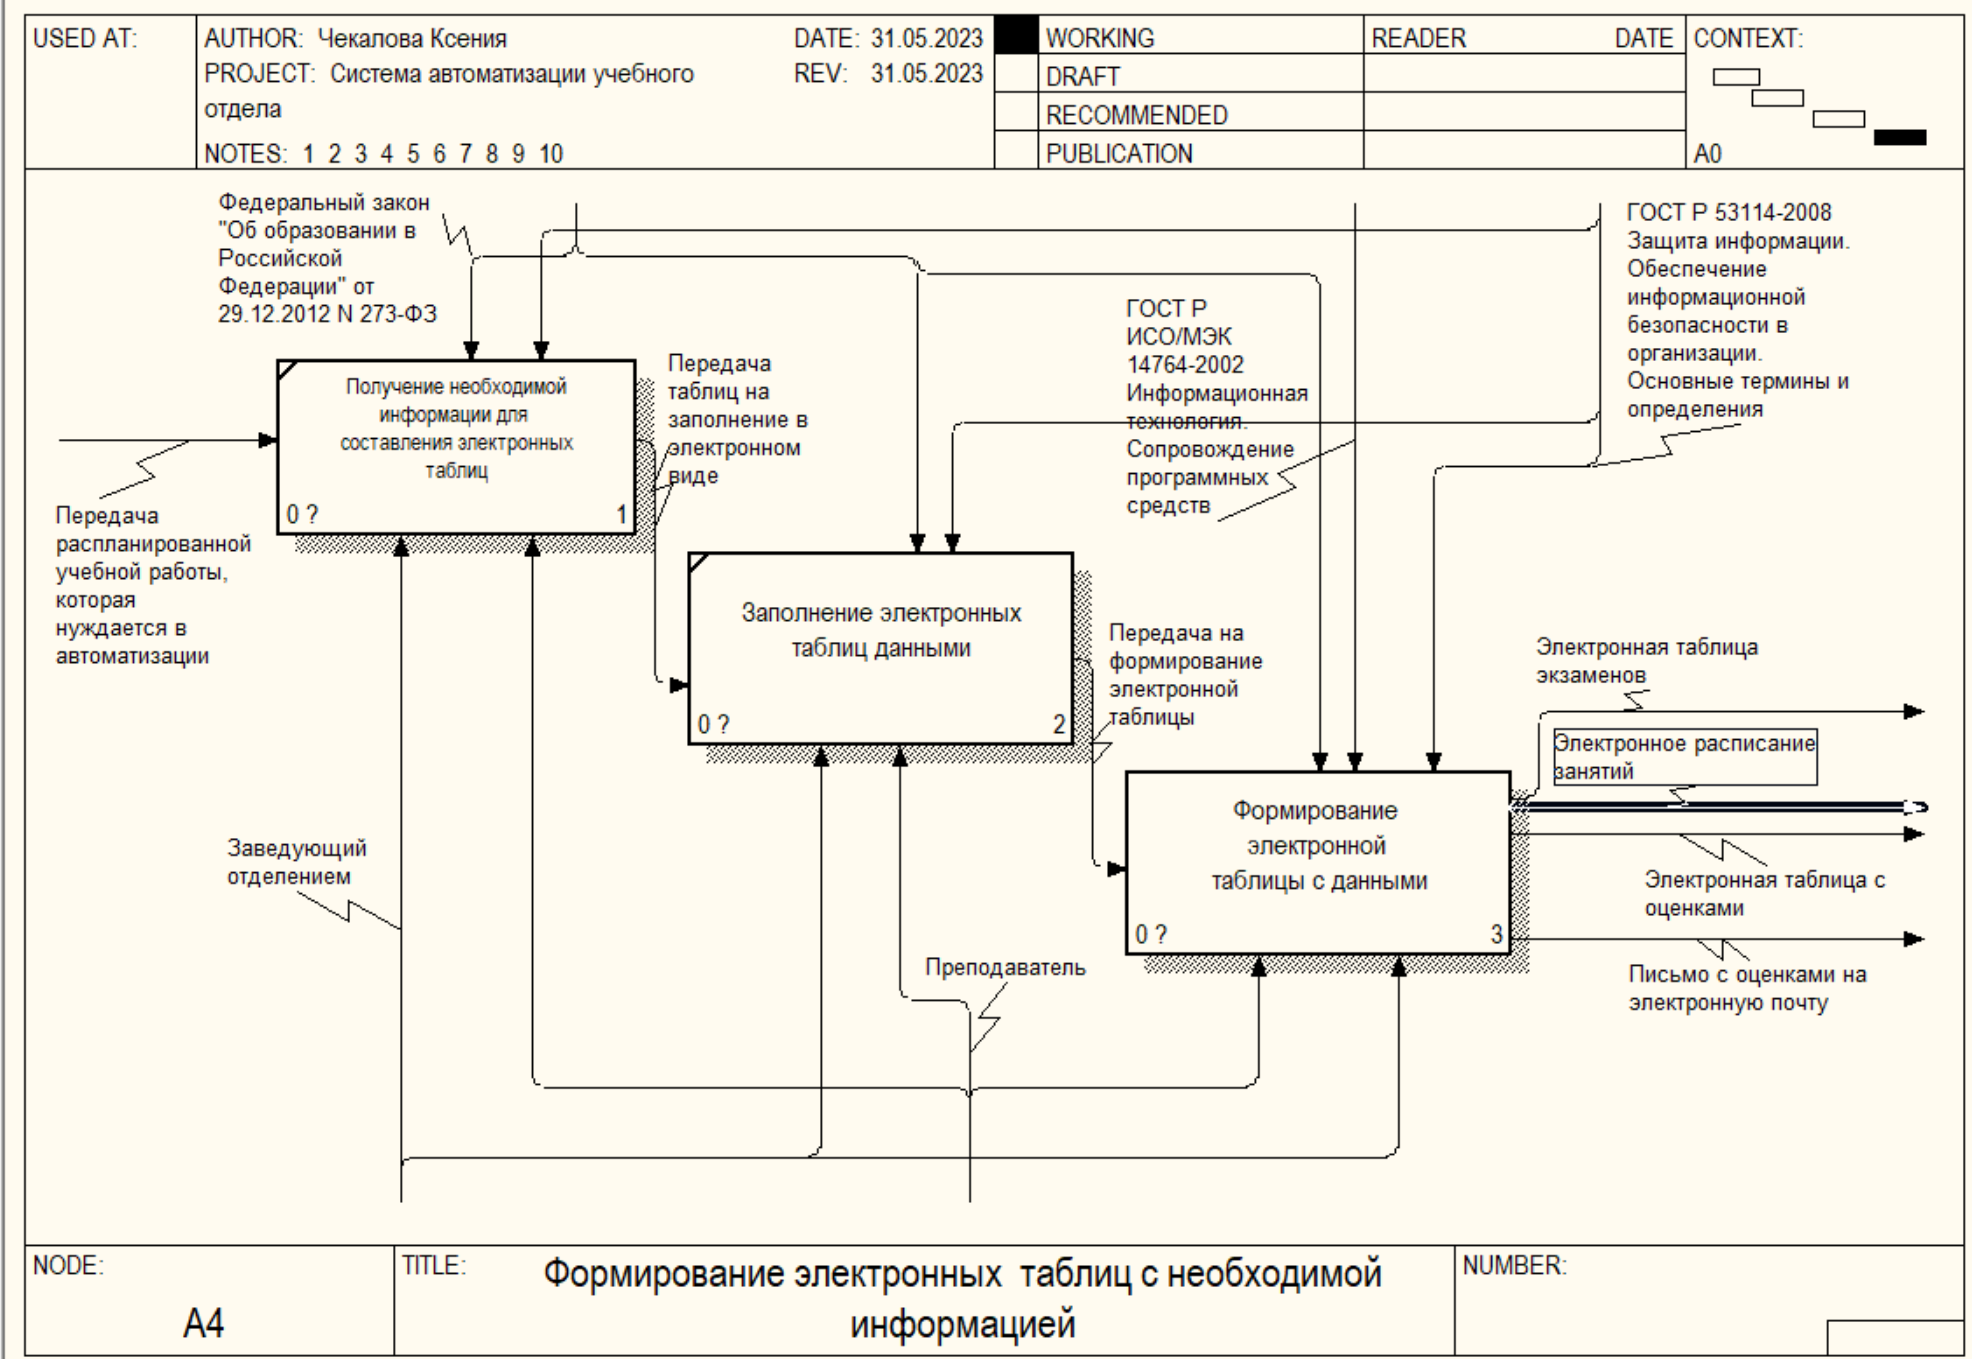 USED AT:
AUTHOR: Чекалова Ксения
DATE: 31.05.2023
PROJECT: Система автоматизации учебного
отдела
REV: 31.05.2023
NOTES: 1 2 3 4 5 6 7 8 9 10
WORKING
DRAFT
RECOMMENDED
PUBLICATION
READER
DATE
CONTEXT:
A0
Федеральный закон
"Об образовании в
Российской
Федерации" от
29.12.2012 N 273-ФЗ
ГОСТ Р 53114-2008
Защита информации.
Обеспечение
информационной
безопасности в
организации.
Основные термины и
определения
ГОСТ Р
ИСО/МЭК
14764-2002
Информационная
технология.
Сопровождение
программных
средств
Получение необходимой
информации для
составления электронных
таблиц
0 ?
1
Передача
таблиц на
заполнение в
электронном
виде
Передача
распланированной
учебной работы,
которая
нуждается в
автоматизации
Заполнение электронных
таблиц данными
0 ?
2
Передача на
формирование
электронной
таблицы
Электронная таблица
экзаменов
Электронное расписание
занятий
Формирование
электронной
таблицы с данными
0 ?
3
Электронная таблица с
оценками
Письмо с оценками на
электронную почту
Заведующий
отделением
Преподаватель
NODE:
A4
TITLE:
Формирование электронных таблиц с необходимой
информацией
NUMBER: